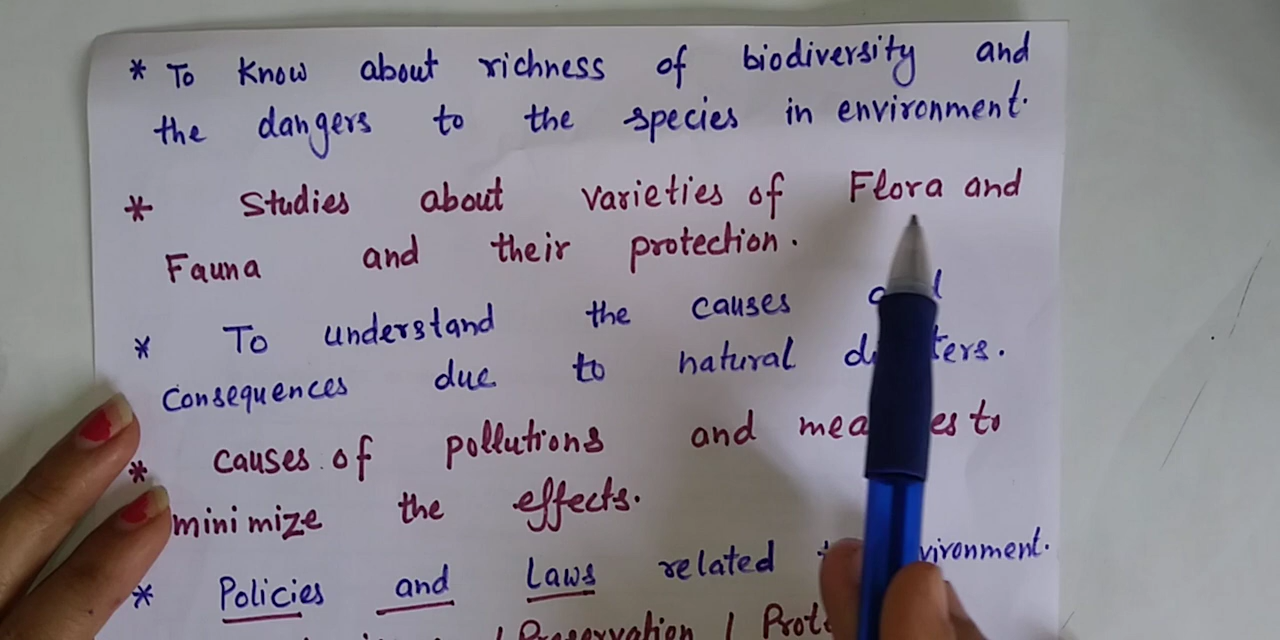 * To Know about richness of biodiversity and
the dangers to the species in environment.
* Studies about varieties of Flora and
Fauna and their protection.
* To understand the causes
consequences due to natural
* causes of pollutions and to
minimize the effects.
* Policies and Laws related
Preservation /